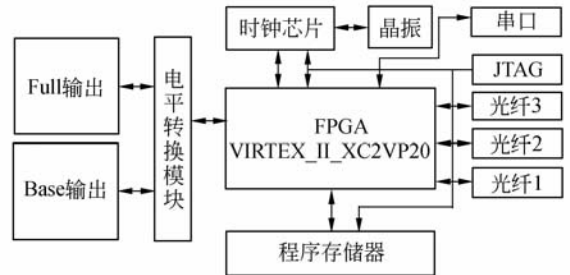 时钟芯片
晶振
串口
JTAG
Full输出
Base输出
电平转换模块
FPGA
VIRTEX_II_XC2VP20
光纤3
光纤2
光纤1
程序存储器